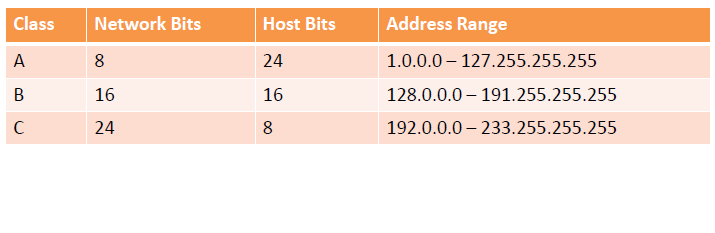 Class Network Bits Host Bits Address Range
A 8 24 1.0.0.0 – 127.255.255.255
B 16 16 128.0.0.0 – 191.255.255.255
C 24 8 192.0.0.0 – 233.255.255.255